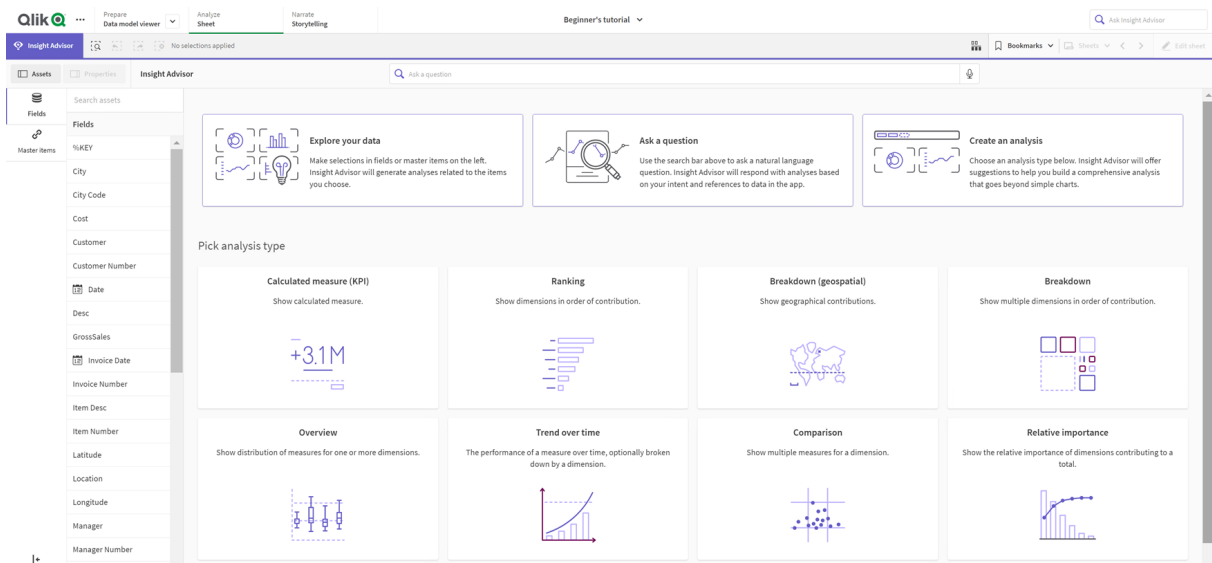 Qlik
Prepare
Data model viewer
Analyze
Sheet
Narrate
Storytelling
Beginner's tutorial
Ask Insight Advisor
Insight Advisor
No selections applied
Bookmarks
Sheets
Edit sheet
Assets
Properties
Insight Advisor
Ask a question
Fields
Master items
Search assets
Fields
%KEY
City
City Code
Cost
Customer
Customer Number
Date
Desc
GrossSales
Invoice Date
Invoice Number
Item Desc
Item Number
Latitude
Location
Longitude
Manager
Manager Number
Explore your data
Make selections in fields or master items on the left.
Insight Advisor will generate analyses related to the items
you choose.
Ask a question
Use the search bar above to ask a natural language
question. Insight Advisor will respond with analyses based
on your intent and references to data in the app.
Create an analysis
Choose an analysis type below. Insight Advisor will offer
suggestions to help you build a comprehensive analysis
that goes beyond simple charts.
Pick analysis type
Calculated measure (KPI)
Show calculated measure.
+3.1M
Ranking
Show dimensions in order of contribution.
Breakdown (geospatial)
Show geographical contributions.
Breakdown
Show multiple dimensions in order of contribution.
Overview
Show distribution of measures for one or more dimensions.
Trend over time
The performance of a measure over time, optionally broken
down by a dimension.
Comparison
Show multiple measures for a dimension.
Relative importance
Show the relative importance of dimensions contributing to a
total.